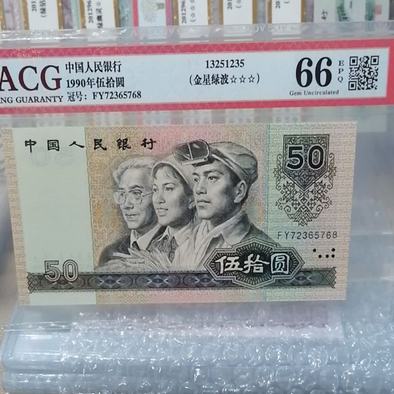 ACG 中国人民银行 13251235 66 EPQ
1990年伍拾圆 (金星绿波☆☆☆) Gem Uncirculated
NG GUARANTY 冠号: FY72365768
中国人民银行 50
FY72365768
50 伍拾圆